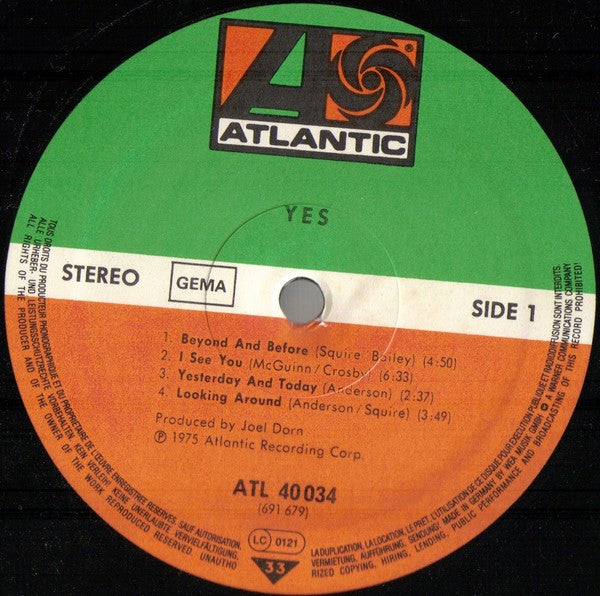 ATLANTIC
®
YES
STEREO
GEMA
SIDE 1
1. Beyond And Before (Squire Bailey) (4:50)
2. I See You (McGuinn/Crosby) (6:33)
3. Yesterday And Today (Anderson) (2:37)
4. Looking Around (Anderson/Squire) (3:49)
Produced by Joel Dorn
℗ 1975 Atlantic Recording Corp.
ATL 40 034
(691 679)
LC 0121
33
TOUS DROITS DU PRODUCTEUR PHONOGRAPHIQUE ET DU PROPRIETAIRE DE L'ŒUVRE ENREGISTREE RESERVES. SAUF AUTORISATION,
LA DUPLICATION, LA LOCATION, LE PRET, L'UTILISATION DE CE DISQUE POUR EXECUTION PUBLIQUE ET RADIODIFFUSION SONT INTERDITS
ALLE URHEBER- UND LEISTUNGSSCHUTZRECHTE VORBEHALTEN. KEIN VERLEIH! KEINE UNERLAUBTE VERVIELFÄLTIGUNG,
VERMIETUNG, AUFFÜHRUNG, SENDUNG! MADE IN GERMANY BY WEA MUSIK GMBH A WARNER COMMUNICATIONS COMPANY
ALL RIGHTS OF THE PRODUCER AND OF THE OWNER OF THE WORK REPRODUCED RESERVED. UNAUTHO
RIZED COPYING, HIRING, LENDING, PUBLIC PERFORMANCE AND BROADCASTING OF THIS RECORD PROHIBITED!